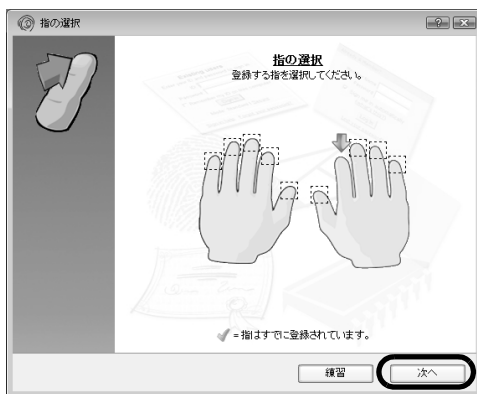 指の選択
指の選択
登録する指を選択してください。
=指はすでに登録されています。
練習
次へ